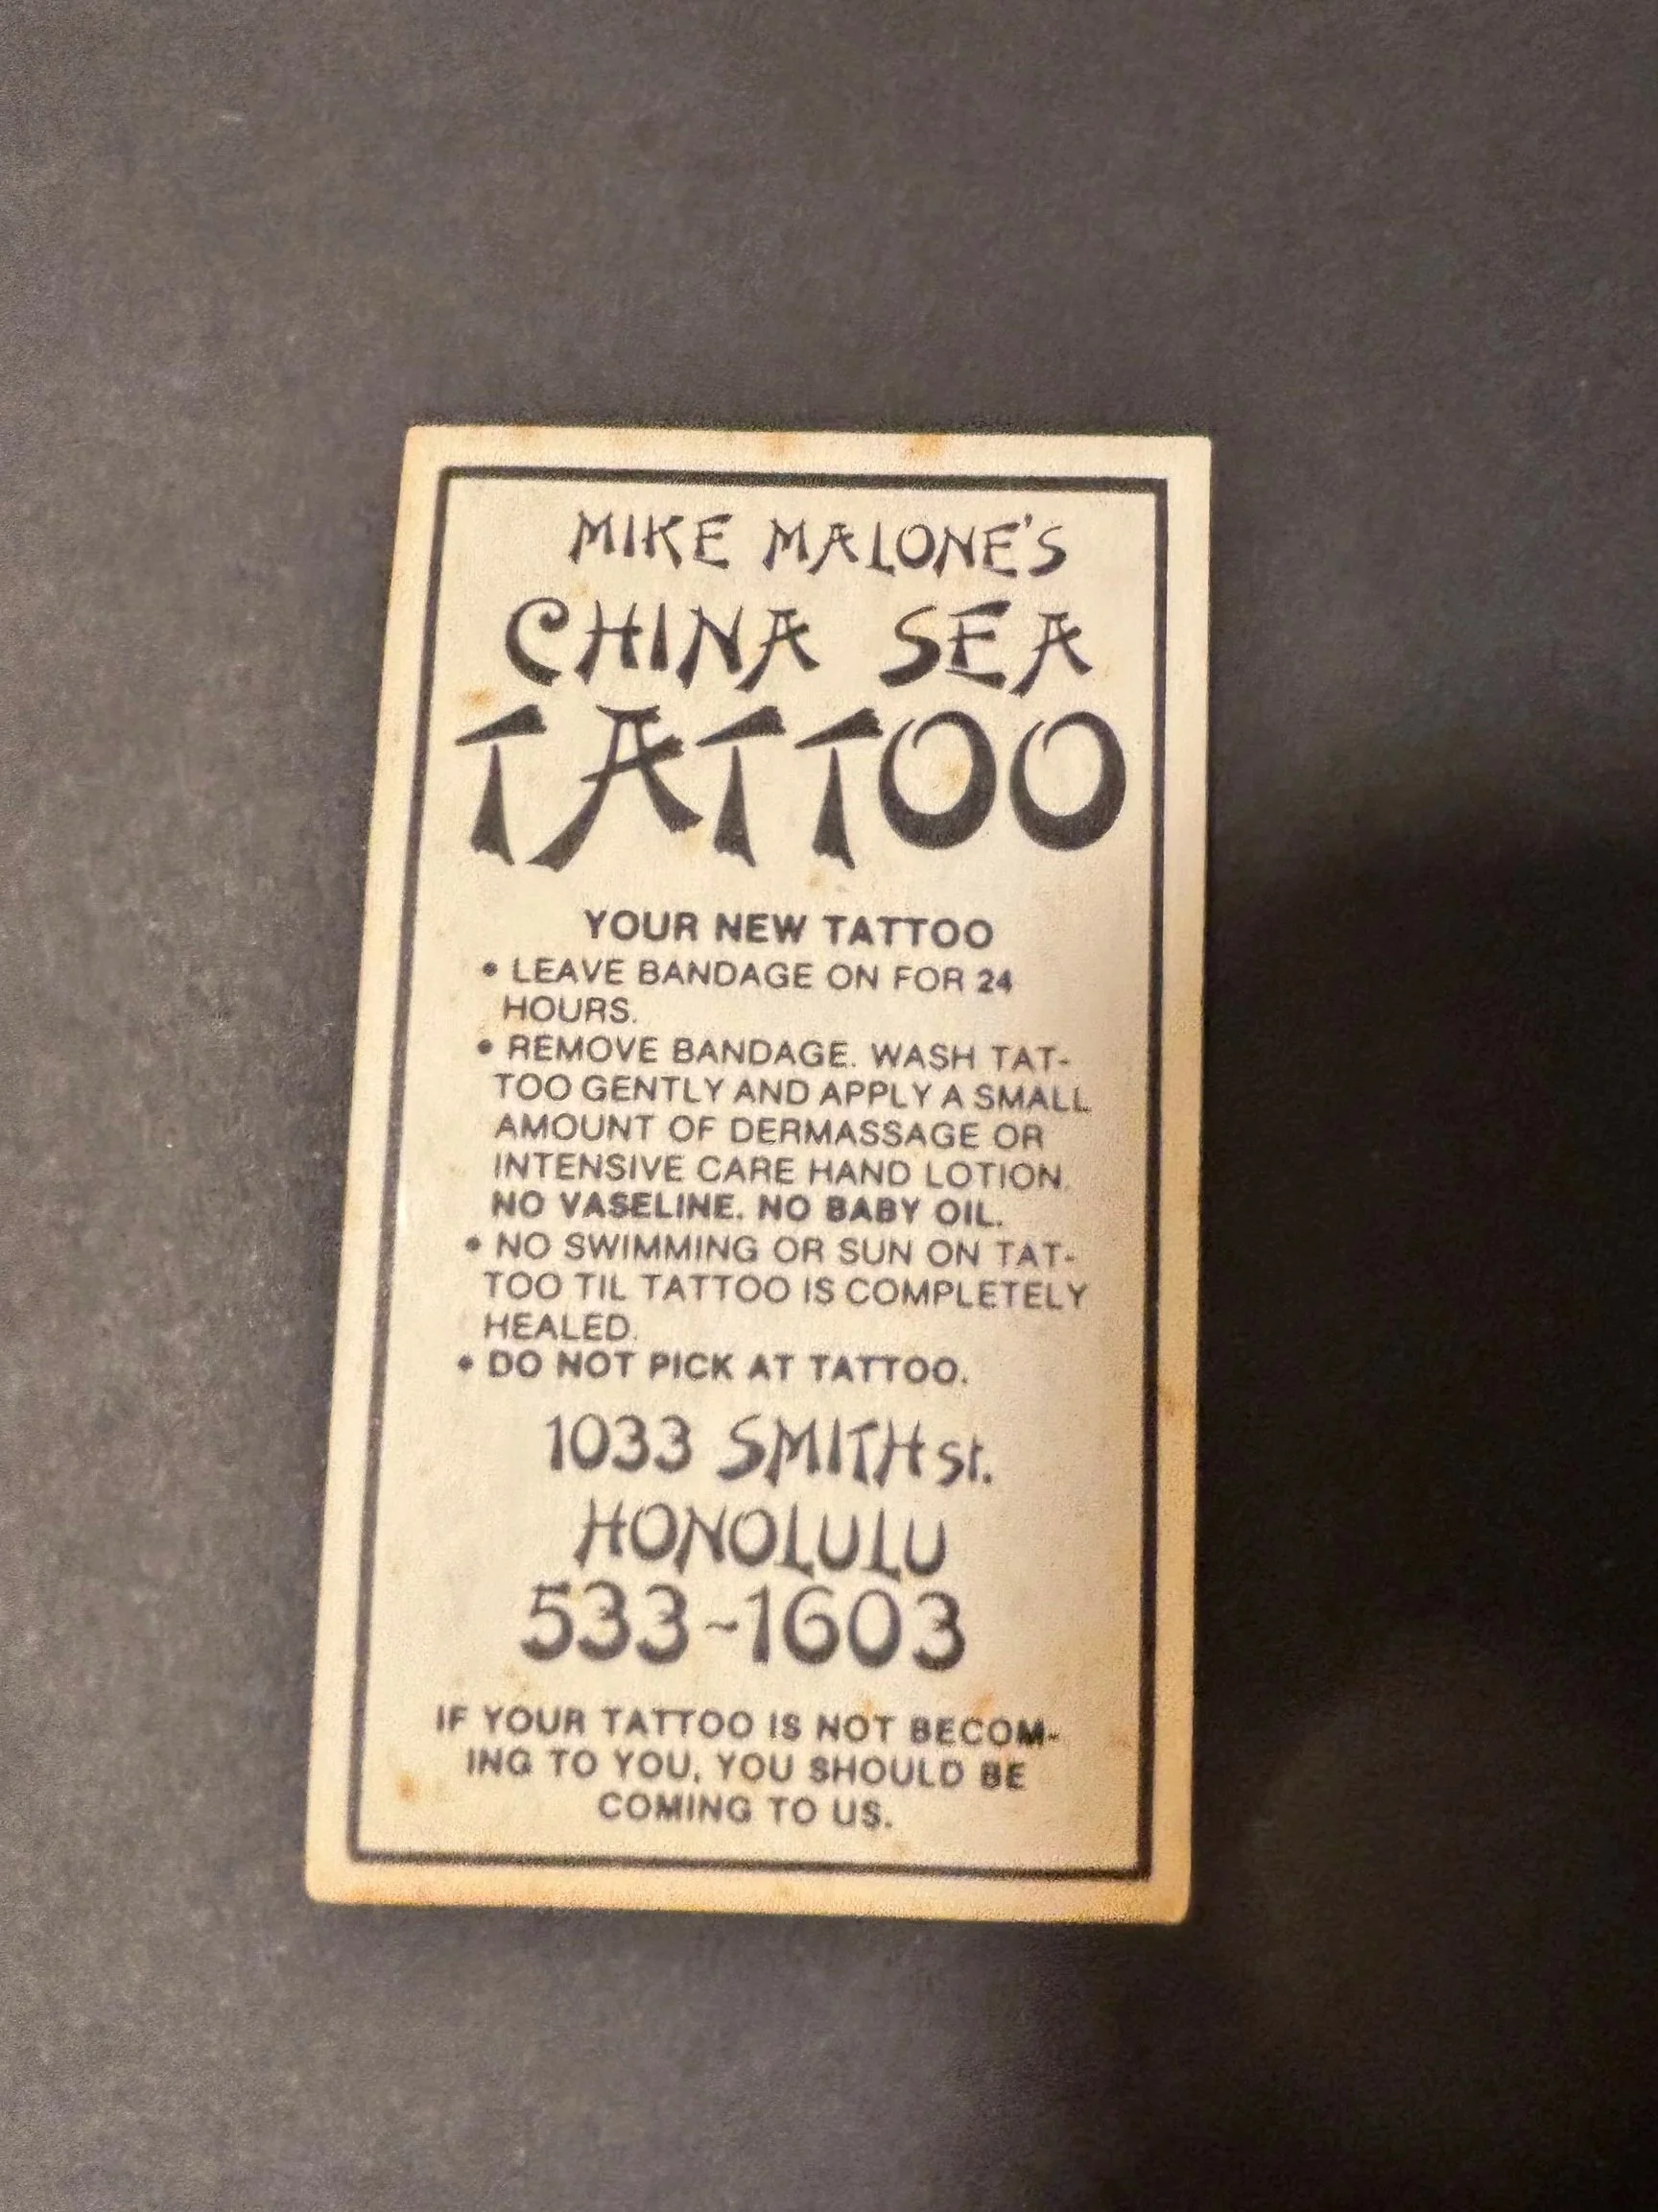 MIKE MALONE'S
CHINA SEA
TATTOO
YOUR NEW TATTOO
• LEAVE BANDAGE ON FOR 24
HOURS.
• REMOVE BANDAGE. WASH TAT-
TOO GENTLY AND APPLY A SMALL
AMOUNT OF DERMASSAGE OR
INTENSIVE CARE HAND LOTION.
NO VASELINE. NO BABY OIL.
• NO SWIMMING OR SUN ON TAT-
TOO TIL TATTOO IS COMPLETELY
HEALED.
• DO NOT PICK AT TATTOO.
1033 SMITH st.
HONOLULU
533~1603
IF YOUR TATTOO IS NOT BECOM-
ING TO YOU, YOU SHOULD BE
COMING TO US.